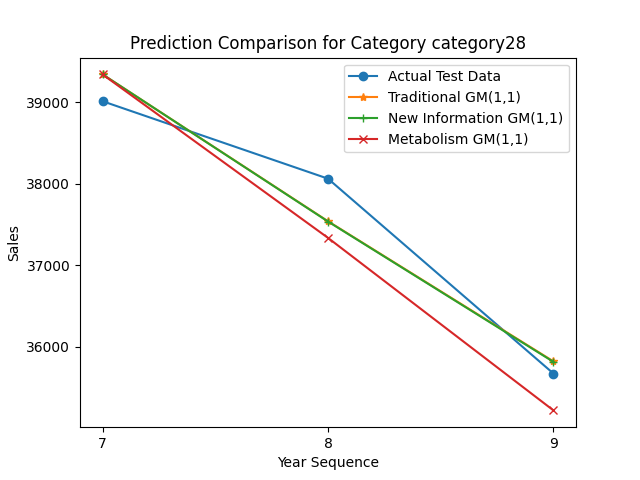 Prediction Comparison for Category category28
Actual Test Data
Traditional GM(1,1)
New Information GM(1,1)
Metabolism GM(1,1)
39000
38000
37000
36000
Sales
7
8
9
Year Sequence